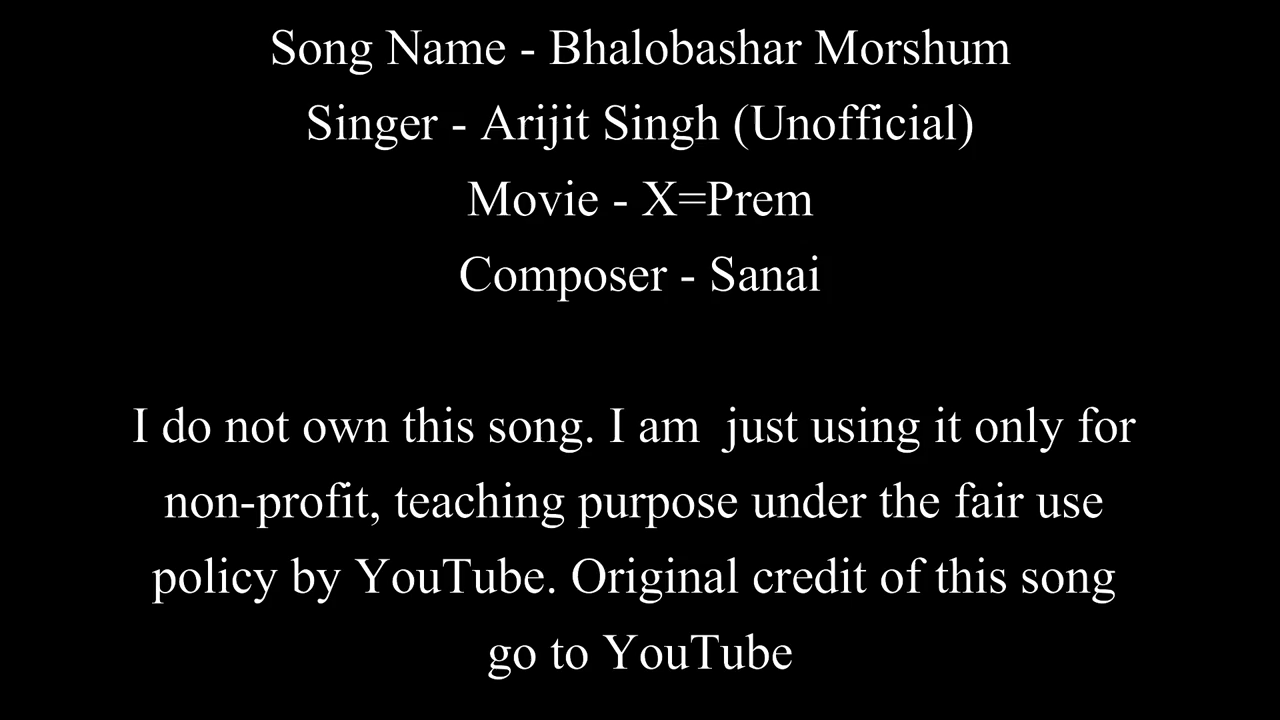 Song Name - Bhalobashar Morshum
Singer - Arijit Singh (Unofficial)
Movie - X=Prem
Composer - Sanai
I do not own this song. I am  just using it only for
non-profit, teaching purpose under the fair use
policy by YouTube. Original credit of this song
go to YouTube